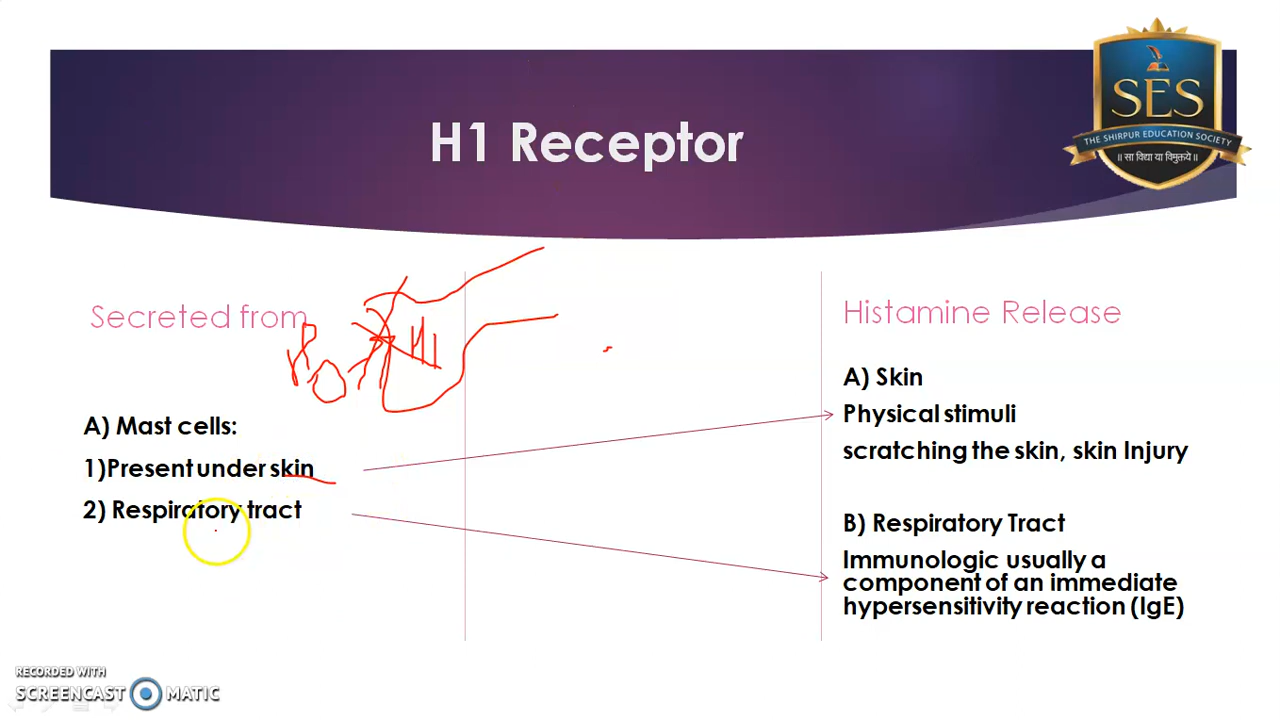 H1 Receptor
SES
THE SHIRPUR EDUCATION SOCIETY
॥ सा विद्या या विमुक्तये ॥
Secreted from
A) Mast cells:
1)Present under skin
2) Respiratory tract
H1
Histamine Release
A) Skin
Physical stimuli
scratching the skin, skin Injury
B) Respiratory Tract
Immunologic usually a
component of an immediate
hypersensitivity reaction (IgE)
RECORDED WITH
SCREENCAST MATIC